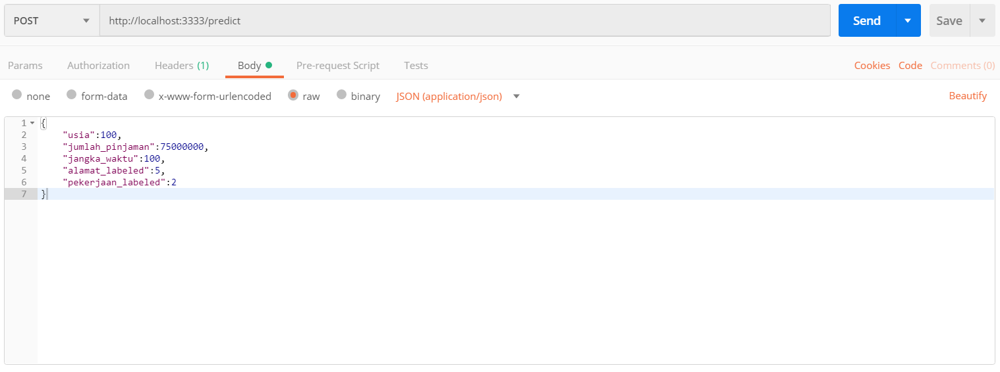 POST http://localhost:3333/predict Send Save
Params Authorization Headers (1) Body Pre-request Script Tests Cookies Code Comments (0)
none form-data x-www-form-urlencoded raw binary JSON (application/json) Beautify
1 {
2 "usia":100,
3 "jumlah_pinjaman":75000000,
4 "jangka_waktu":100,
5 "alamat_labeled":5,
6 "pekerjaan_labeled":2
7 }